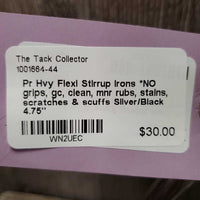 The Tack Collector
1001664-44
Pr Hvy Flexi Stirrup Irons *NO
grips, gc, clean, mnr rubs, stains,
scratches & scuffs Silver/Black
4.75"
$30.00
WN2UEC